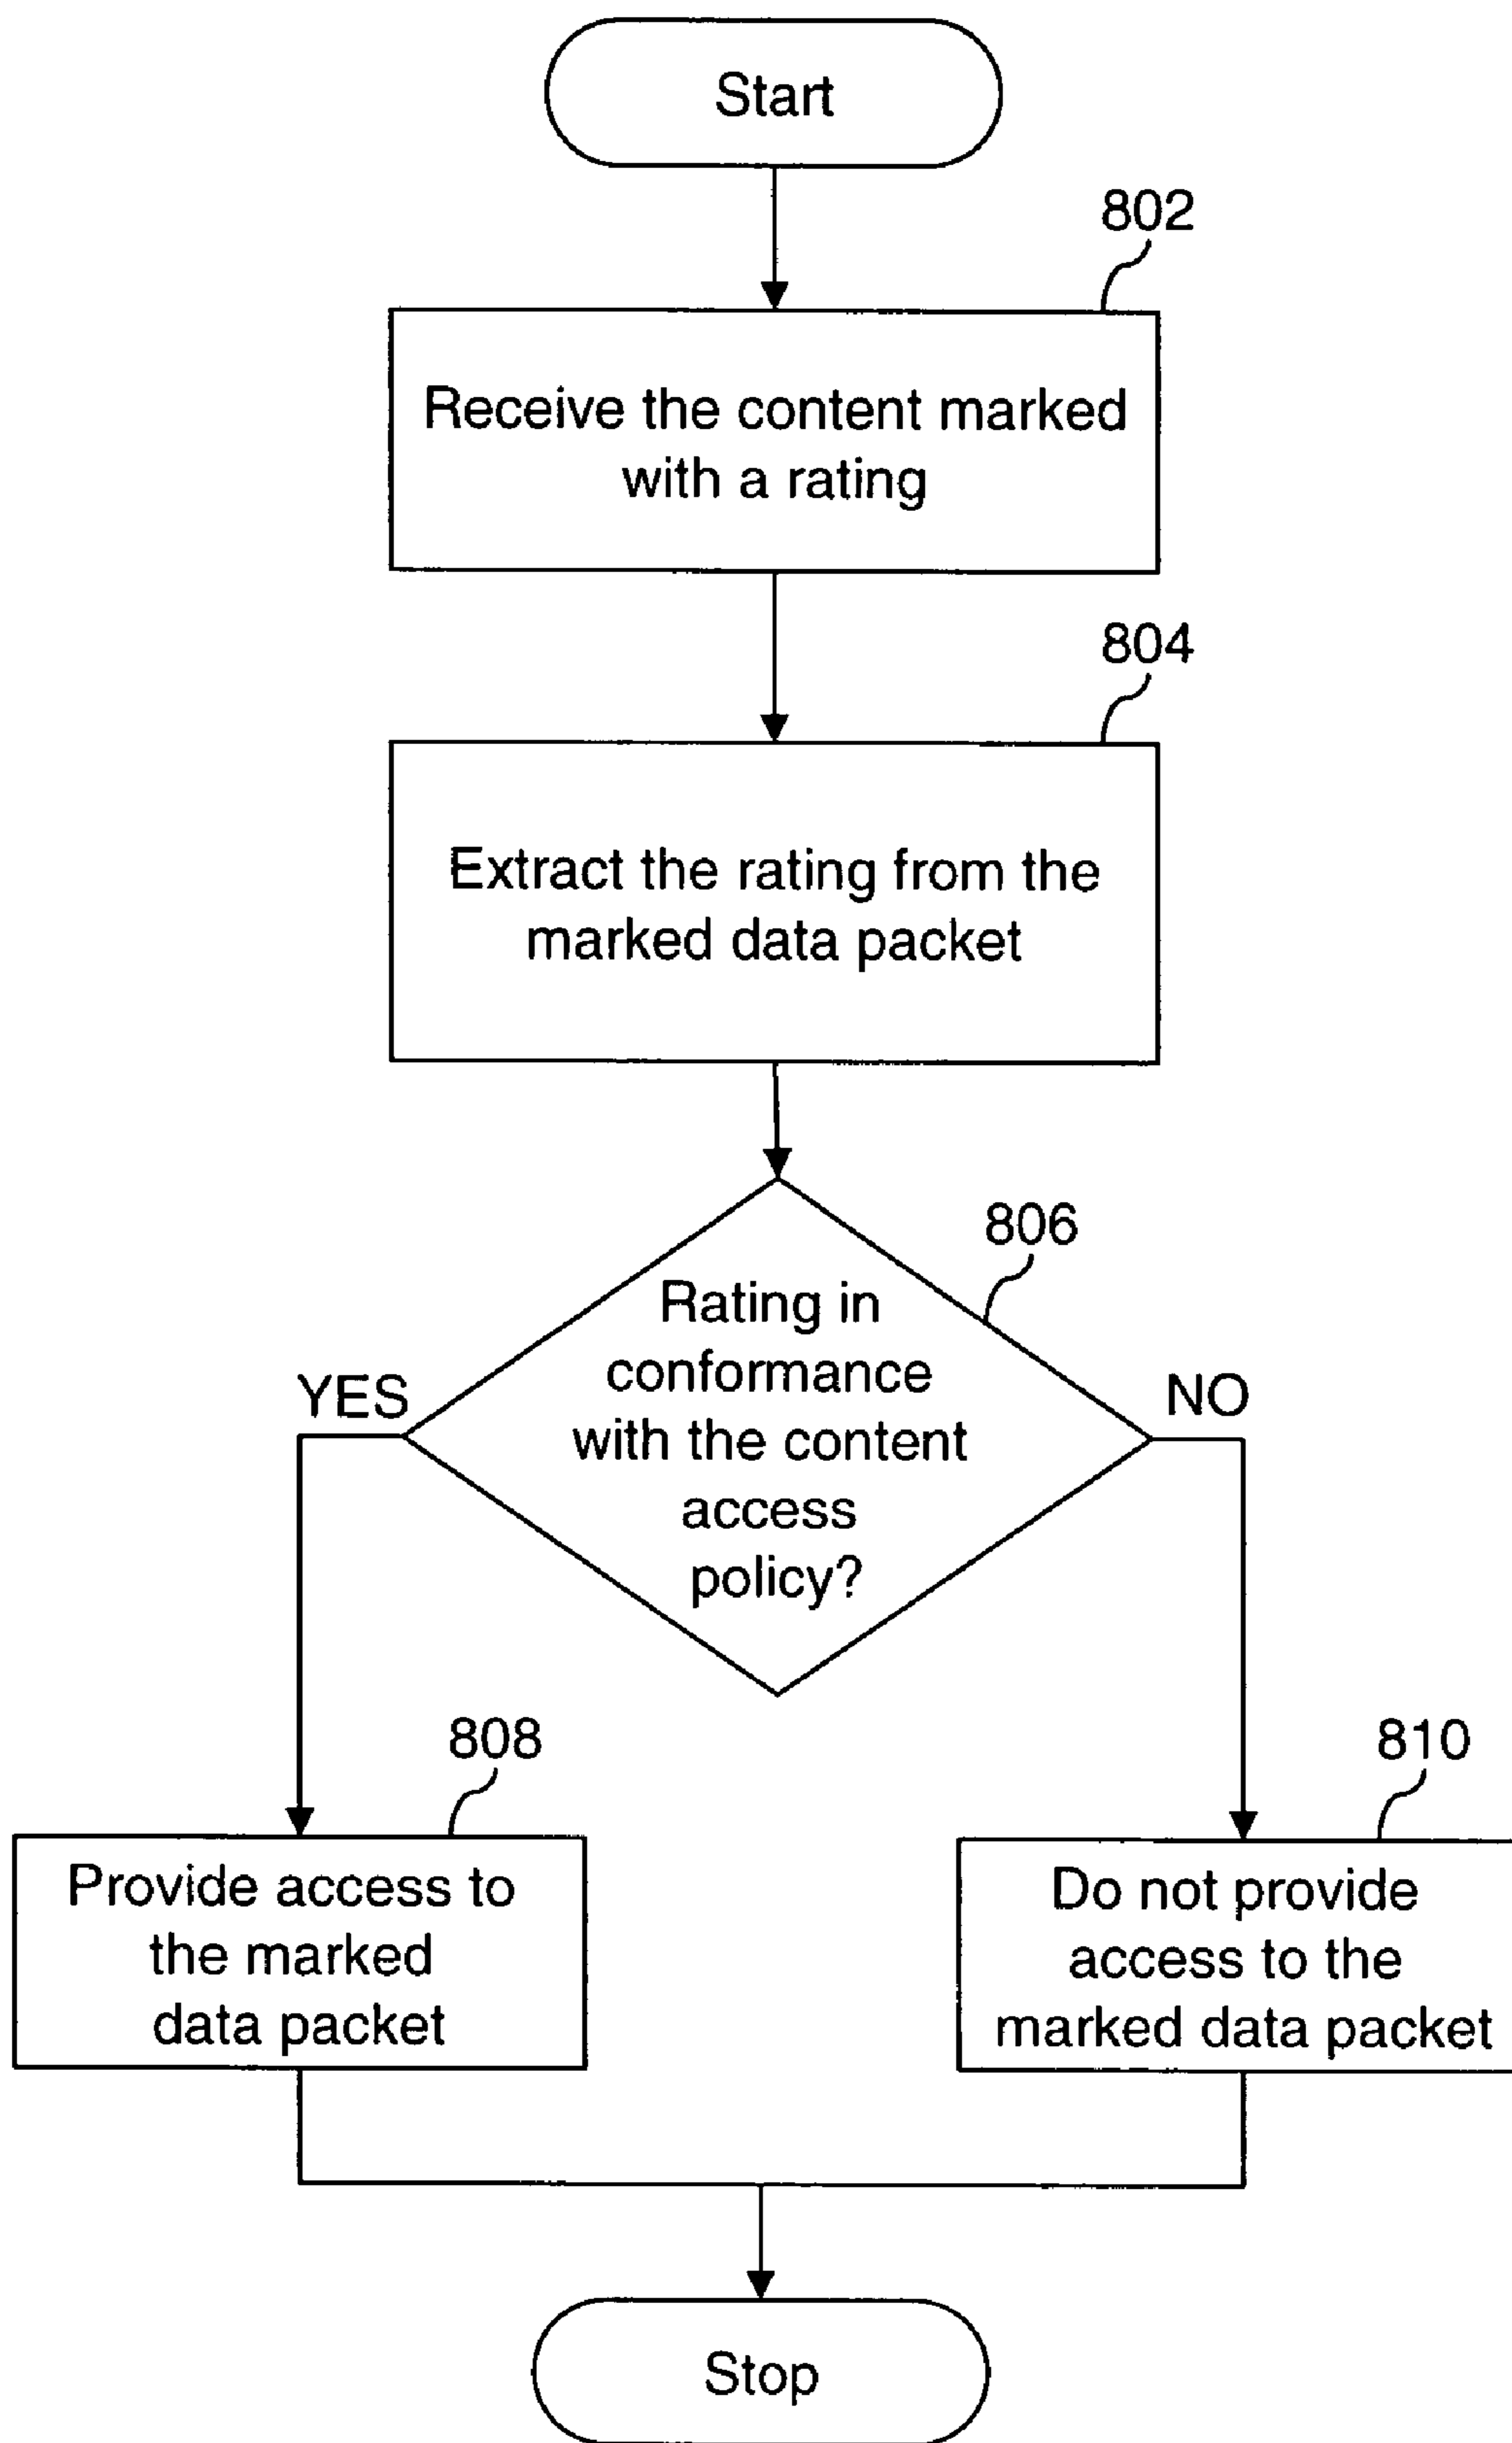 Start
802
Receive the content marked
with a rating
804
Extract the rating from the
marked data packet
806
Rating in
conformance
with the content
access
policy?
YES
NO
808
Provide access to
the marked
data packet
810
Do not provide
access to the
marked data packet
Stop